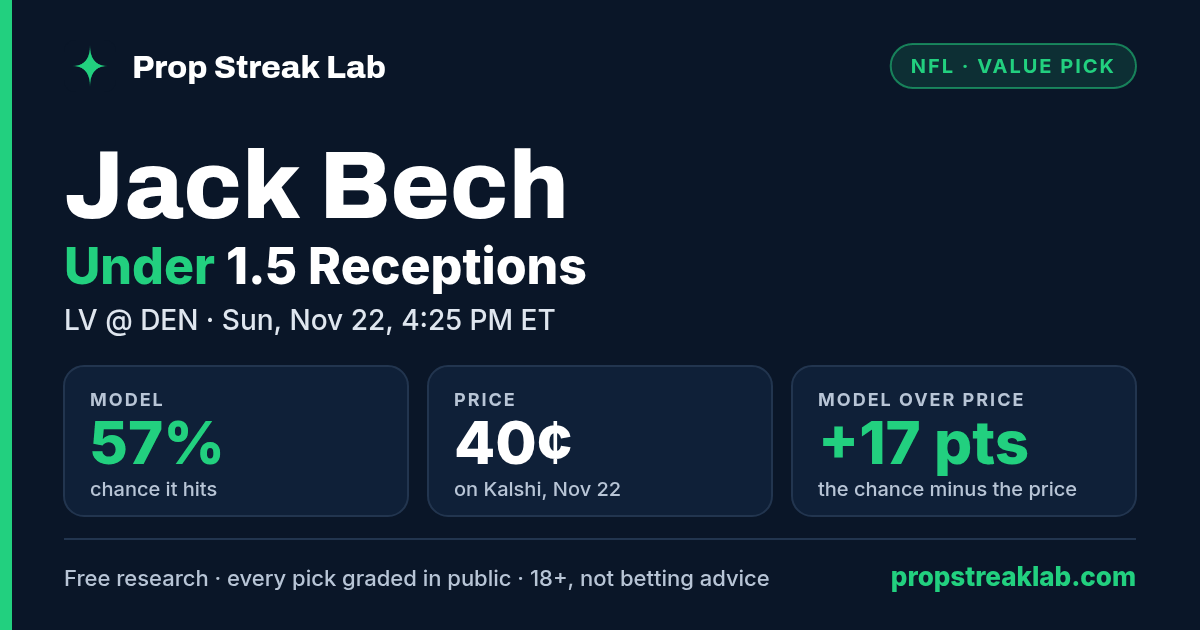 Prop Streak Lab
NFL · VALUE PICK
Jack Bech
Under 1.5 Receptions
LV @ DEN · Sun, Nov 22, 4:25 PM ET
MODEL
57%
chance it hits
PRICE
40¢
on Kalshi, Nov 22
MODEL OVER PRICE
+17 pts
the chance minus the price
Free research · every pick graded in public · 18+, not betting advice
propstreaklab.com